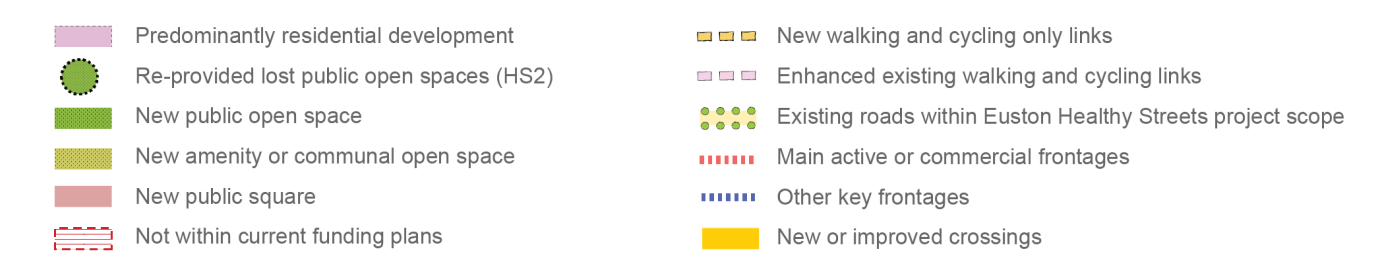 Predominantly residential development
Re-provided lost public open spaces (HS2)
New public open space
New amenity or communal open space
New public square
Not within current funding plans
New walking and cycling only links
Enhanced existing walking and cycling links
Existing roads within Euston Healthy Streets project scope
Main active or commercial frontages
Other key frontages
New or improved crossings